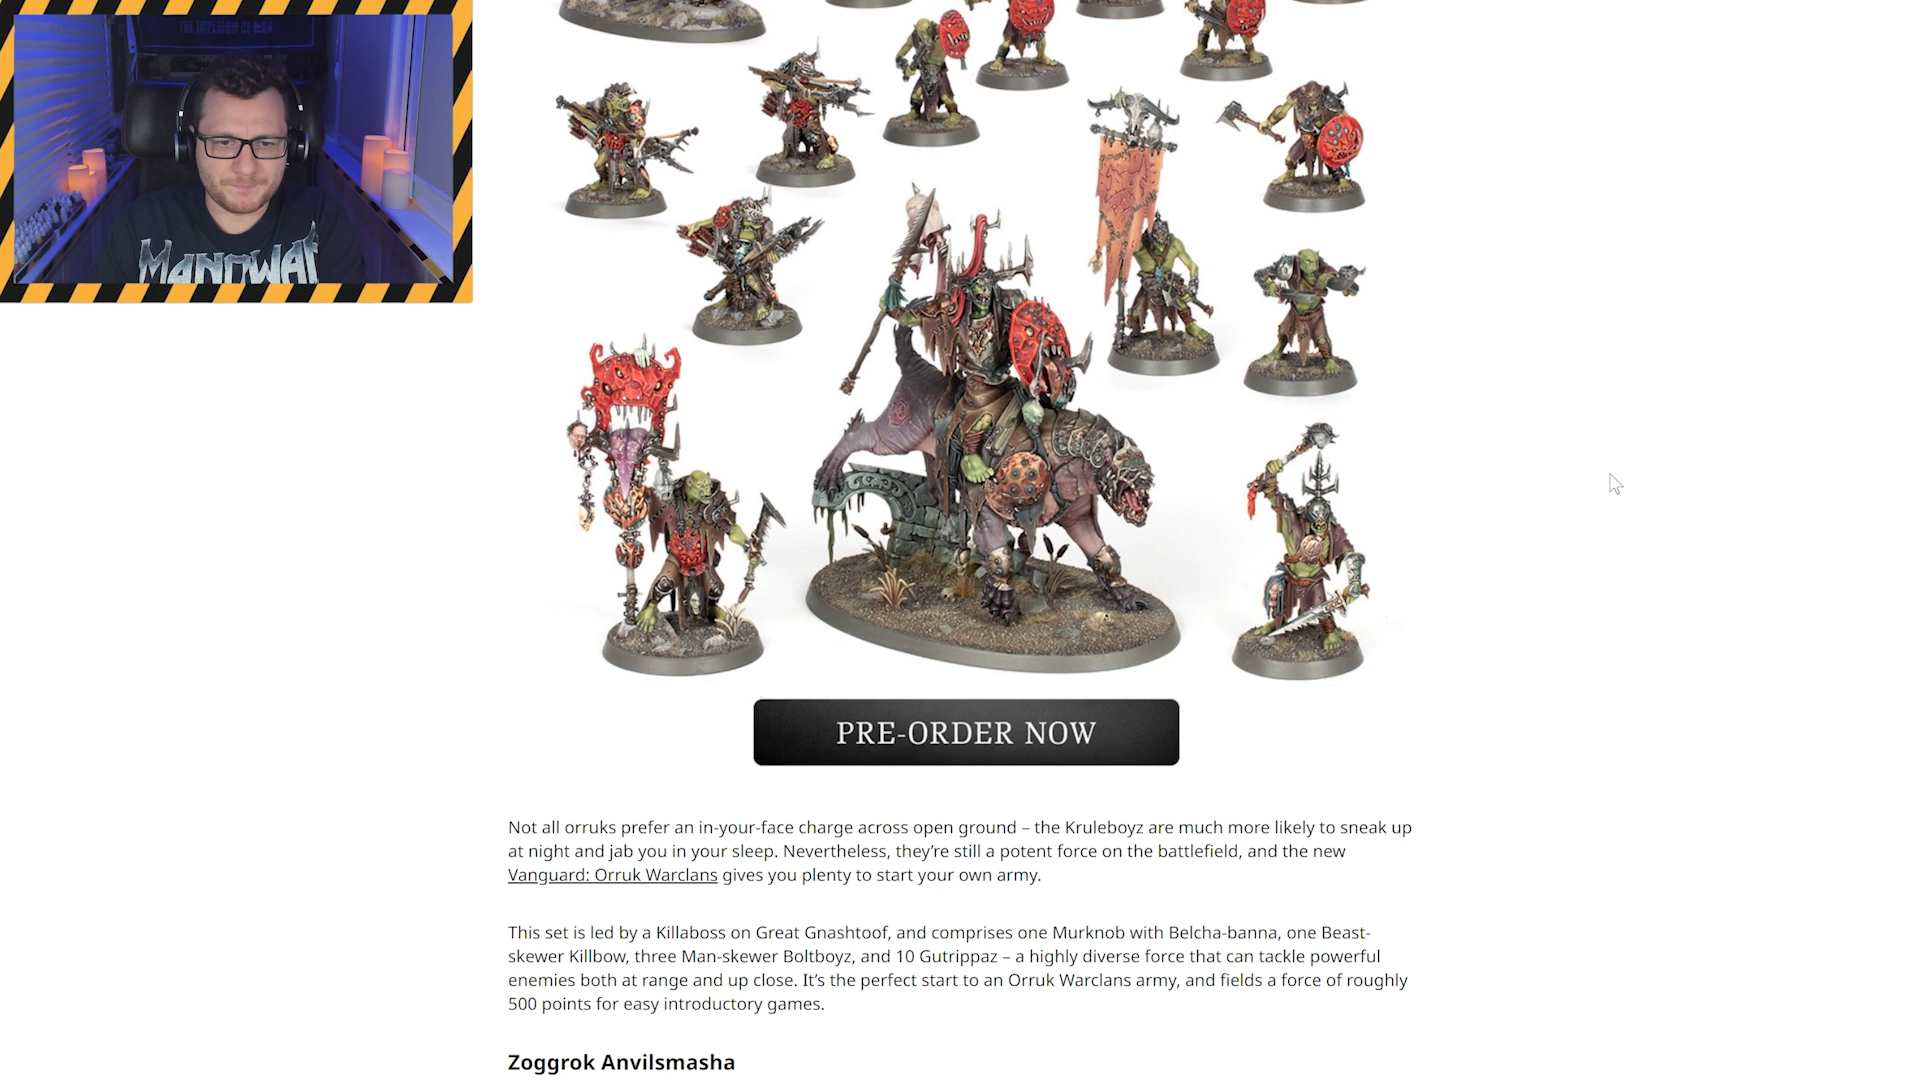 THE IMPERIUM OF MAN
MANOWAR
PRE-ORDER NOW
Not all orruks prefer an in-your-face charge across open ground – the Kruleboyz are much more likely to sneak up
at night and jab you in your sleep. Nevertheless, they’re still a potent force on the battlefield, and the new
Vanguard: Orruk Warclans gives you plenty to start your own army.
This set is led by a Killaboss on Great Gnashtoof, and comprises one Murknob with Belcha-banna, one Beast-
skewer Killbow, three Man-skewer Boltboyz, and 10 Gutrippaz – a highly diverse force that can tackle powerful
enemies both at range and up close. It’s the perfect start to an Orruk Warclans army, and fields a force of roughly
500 points for easy introductory games.
Zoggrok Anvilsmasha